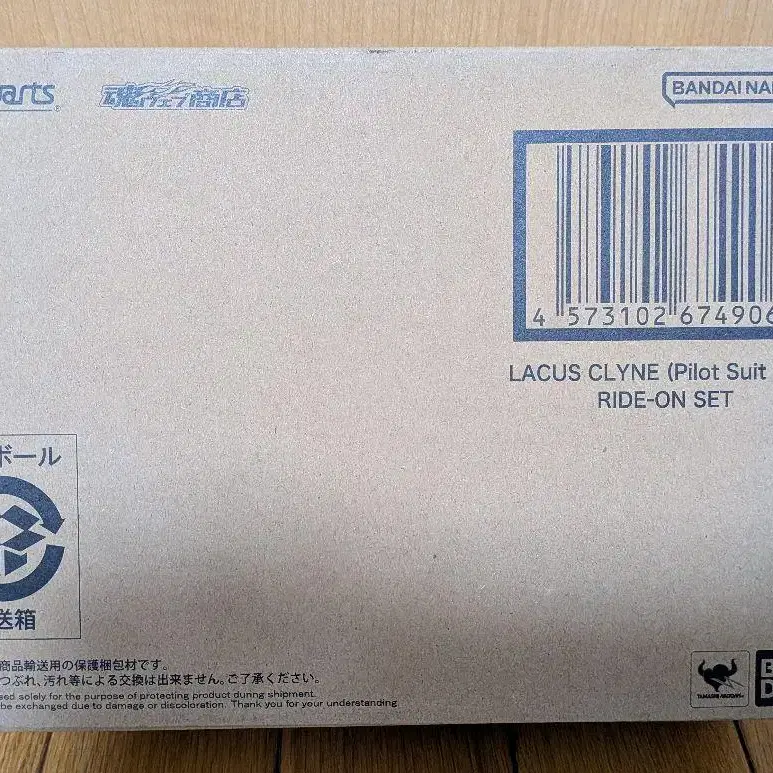 arts
魂ウェブ商店
BANDAI NA
4 573102 674906
LACUS CLYNE (Pilot Suit
RIDE-ON SET
ボール
送箱
商品輸送用の保護梱包材です。
つぶれ、汚れ等による交換は出来ません。ご了承ください。
sed solely for the purpose of protecting product during shipment.
be exchanged due to damage or discoloration. Thank you for your understanding
TAMASHII NATIONS